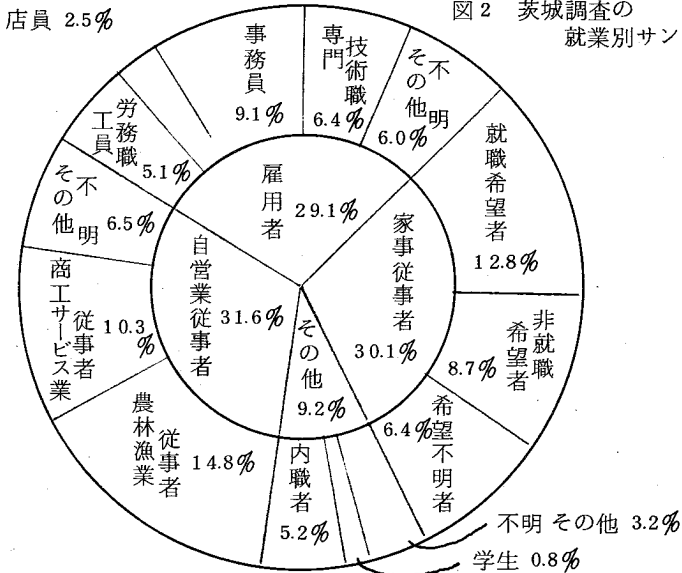 店員 2.5%
図2 茨城調査の
就業別サン
事務員
9.1%
専門
技術職
6.4%
その他
不明
6.0%
労務職
工員
5.1%
その他
不明
6.5%
商工サービス業
従事者
10.3
%
農林漁業
従事者
14.8%
内職者
5.2%
就職希望者
12.8%
非就職
希望者
8.7%
希望不明者
6.4%
雇用者
29.1%
家事従事者
30.1%
自営業従事者
31.6%
その他
9.2%
不明 その他 3.2%
学生 0.8%